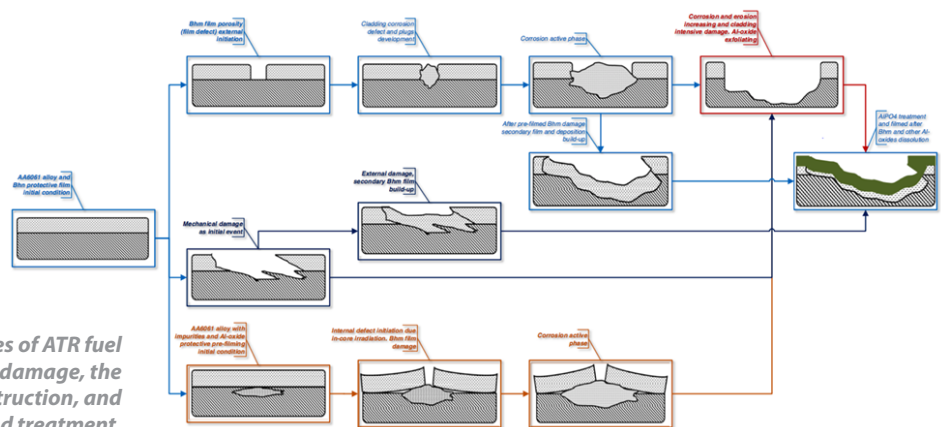 Bhm film porosity
(film defect) external
initiation
Cladding corrosion
defect and plugs
development
Corrosion active phase
Corrosion and erosion
increasing and cladding
intensive damage. Al-oxide
exfoliating
After pre-filmed Bhm damage
secondary film and deposition
build-up
AlPO4 treatment
and filmed after
Bhm and other Al-
oxides dissolution
AA6061 alloy and
Bhn protective film
initial condition
External damage,
secondary Bhm film
build-up
Mechanical damage
as initial event
AA6061 alloy with
impurities and Al-oxide
protective pre-filming
initial condition
Internal defect initiation due
in-core irradiation. Bhm film
damage
Corrosion active
phase
es of ATR fuel
damage, the
struction, and
d treatment.